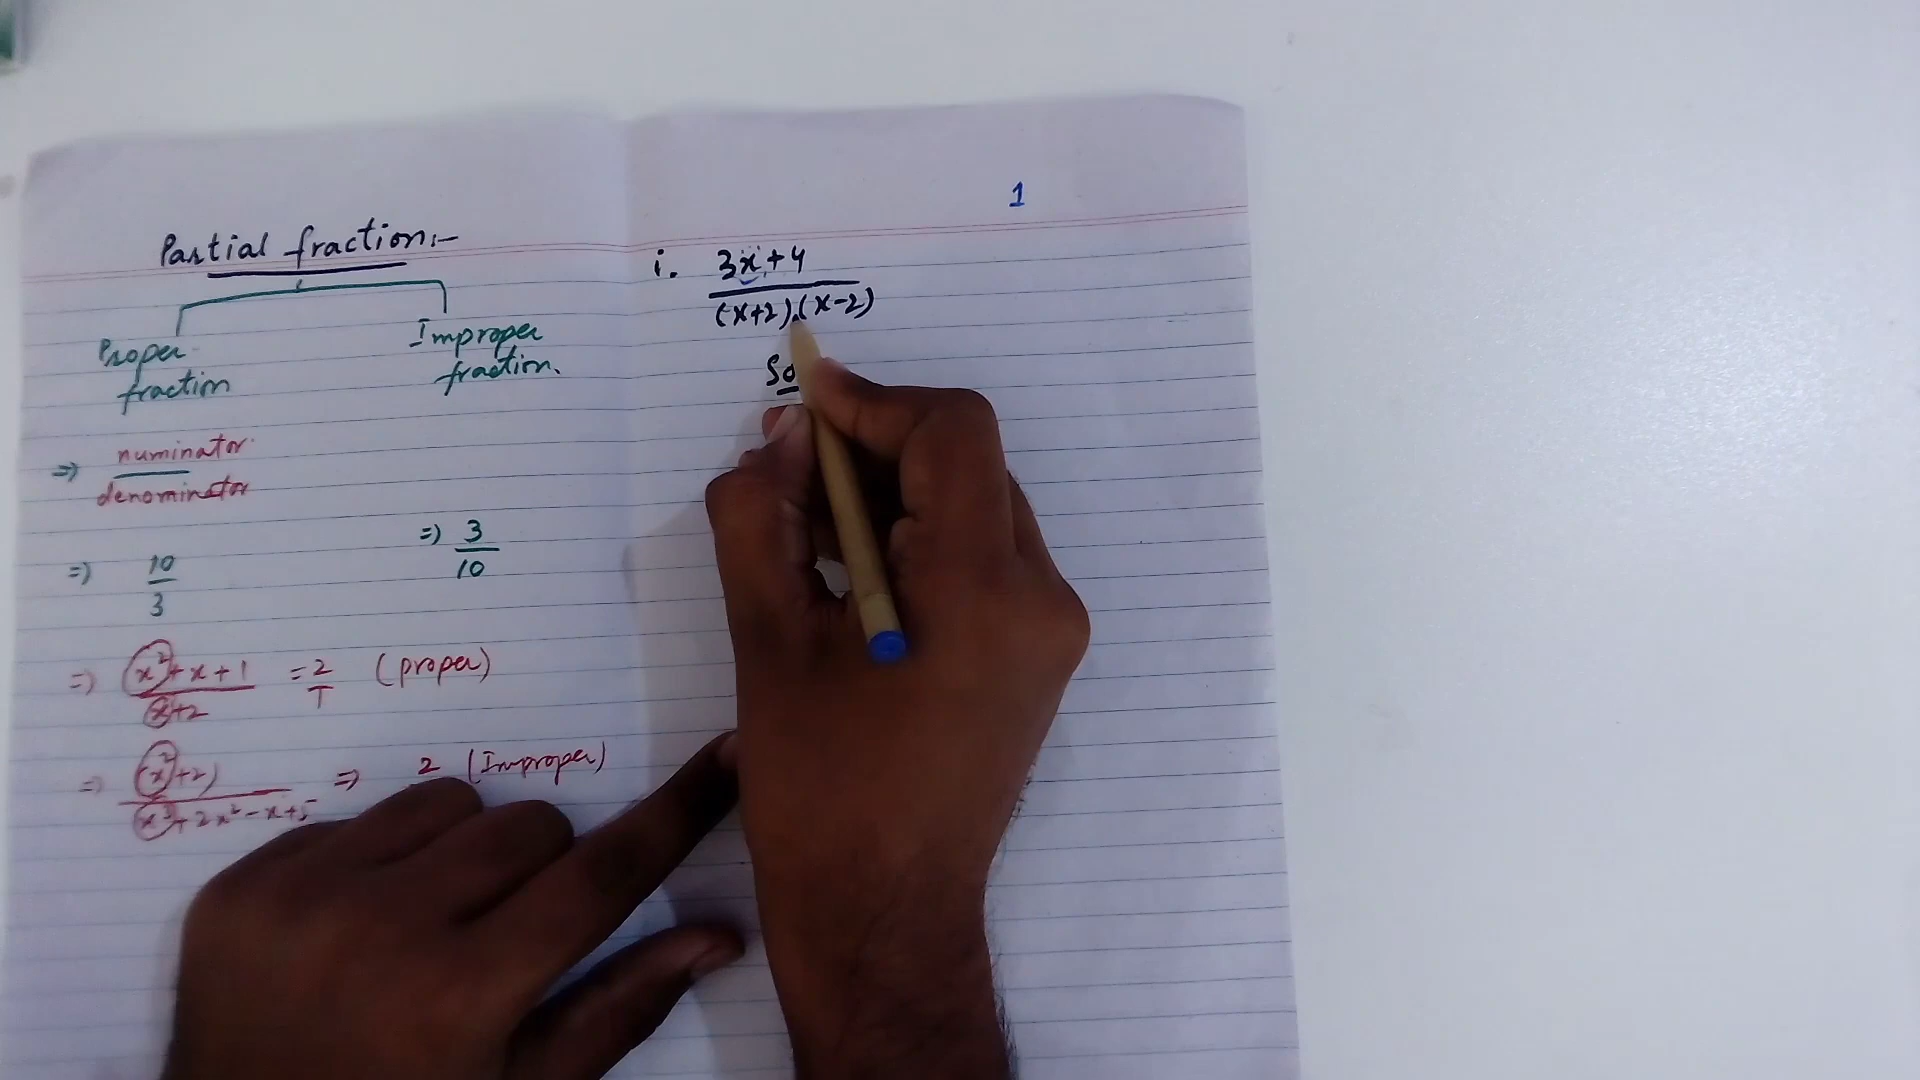 Partial fraction:-
Proper fraction
Improper fraction.
=> numinator
denominator
=> 10/3
=> 3/10
=> x²+x+1 / x+2 = 2/1 (proper)
=> (x²+2) / x³+2x²-x+5 => 2 (Improper)
1
i. 3x+4
(x+2).(x-2)
So